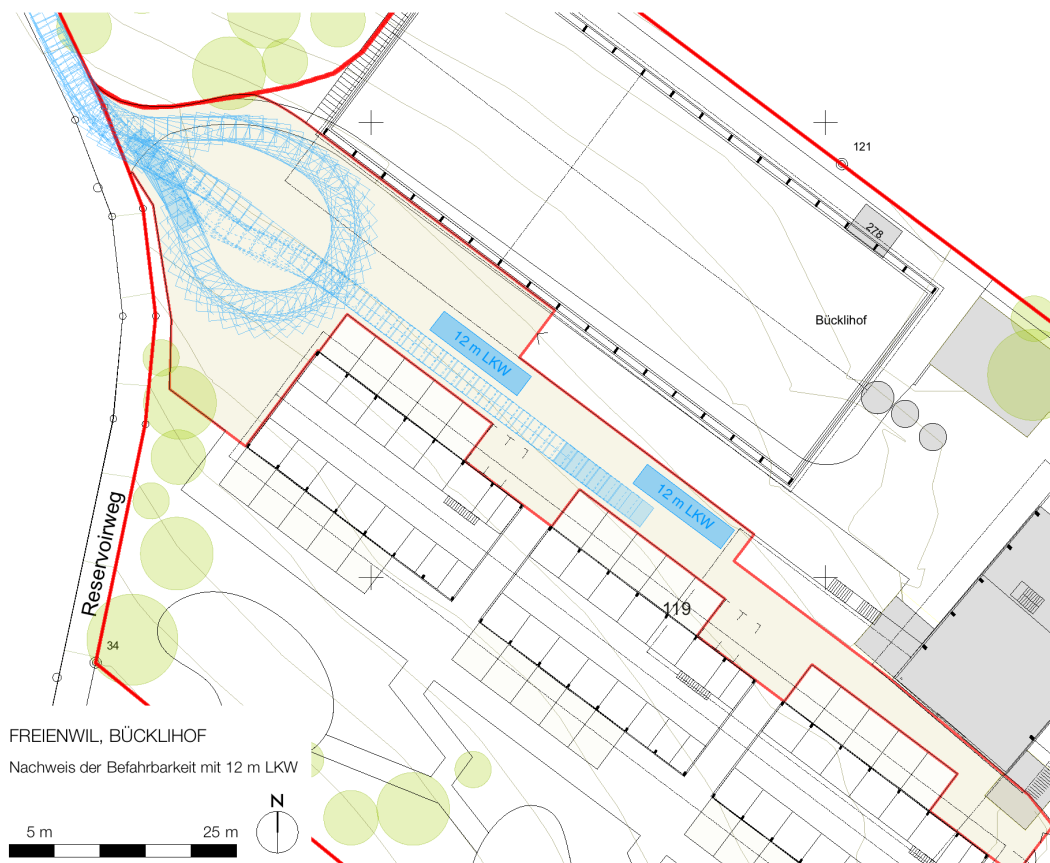 121
278
Bücklihof
12 m LKW
12 m LKW
Reservoirweg
119
34
FREIENWIL, BÜCKLIHOF
Nachweis der Befahrbarkeit mit 12 m LKW
N
5 m 25 m